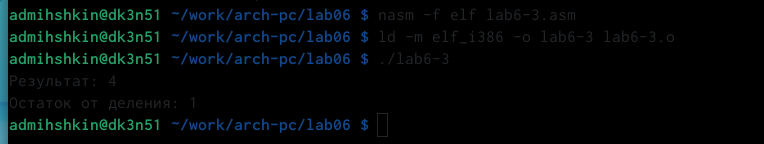 admihshkin@dk3n51 ~/work/arch-pc/lab06 $ nasm -f elf lab6-3.asm
admihshkin@dk3n51 ~/work/arch-pc/lab06 $ ld -m elf_i386 -o lab6-3 lab6-3.o
admihshkin@dk3n51 ~/work/arch-pc/lab06 $ ./lab6-3
Результат: 4
Остаток от деления: 1
admihshkin@dk3n51 ~/work/arch-pc/lab06 $